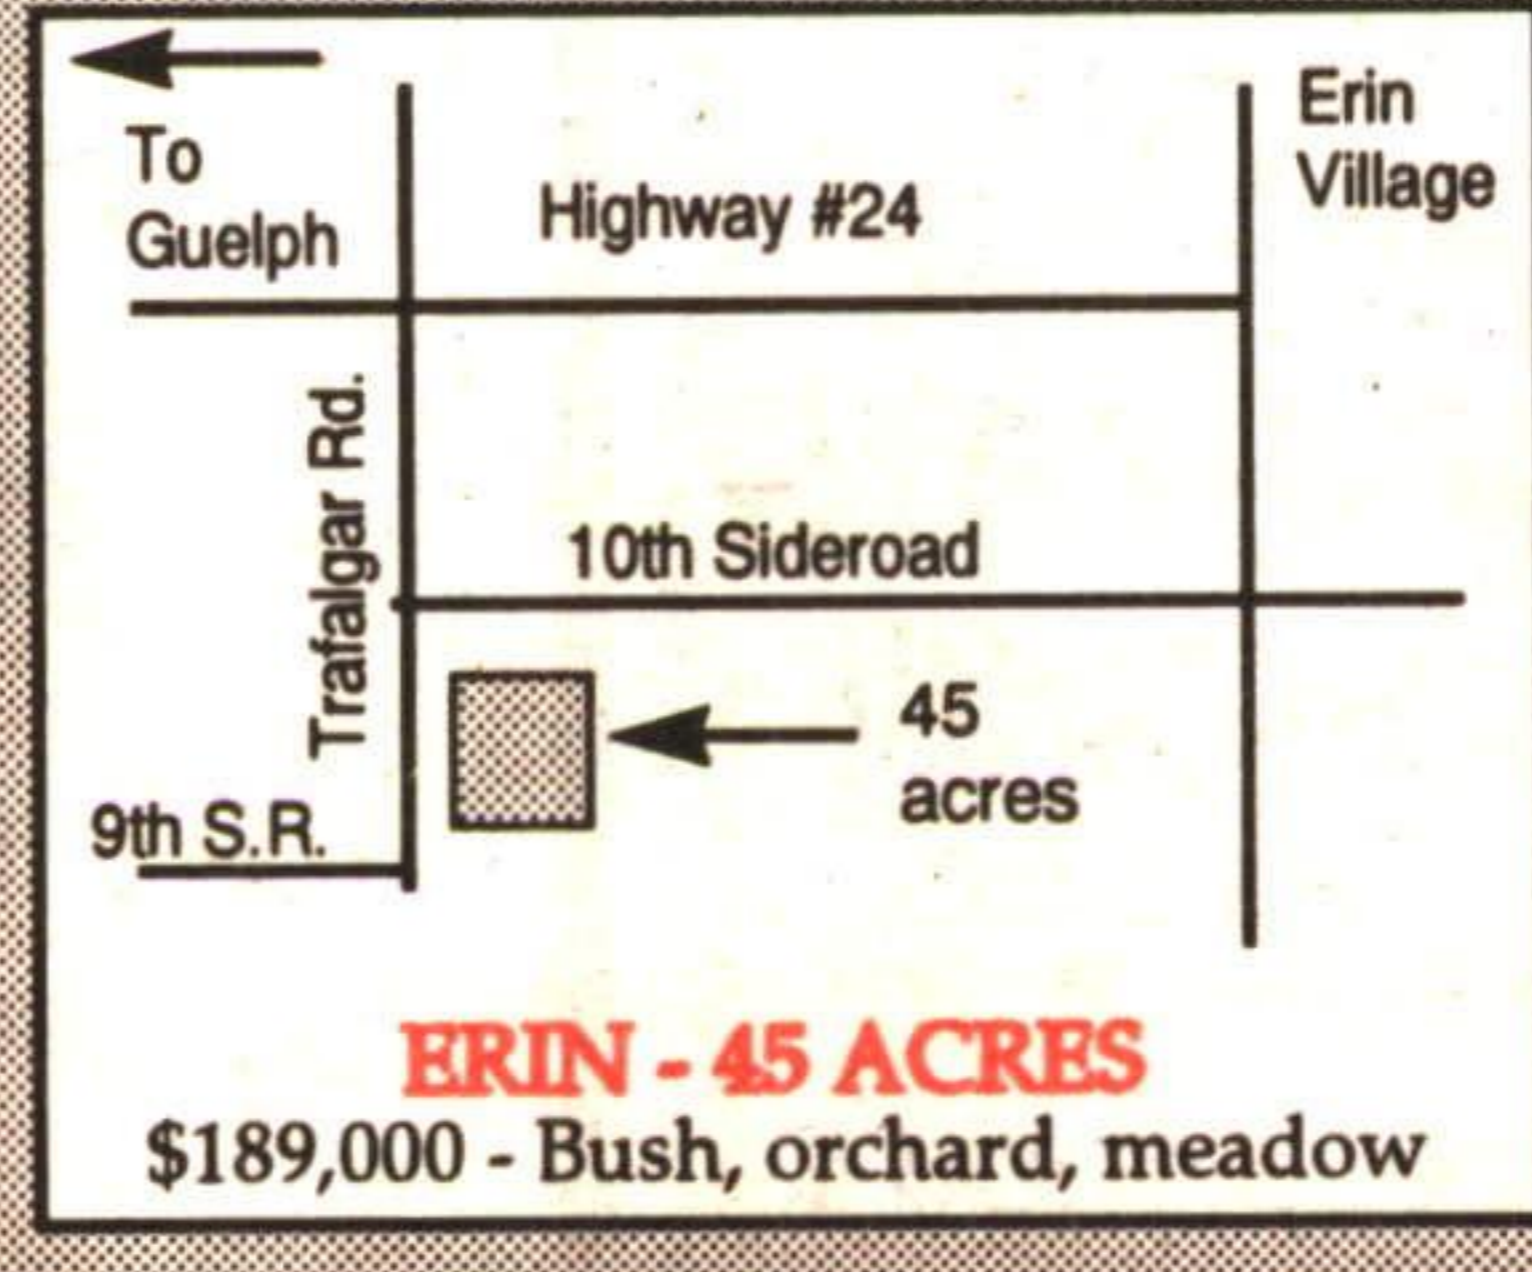 To
Guelph
Erin
Village
Highway #24
Trafalgar Rd.
10th Sideroad
45
acres
9th S.R.
ERIN - 45 ACRES
$189,000 - Bush, orchard, meadow